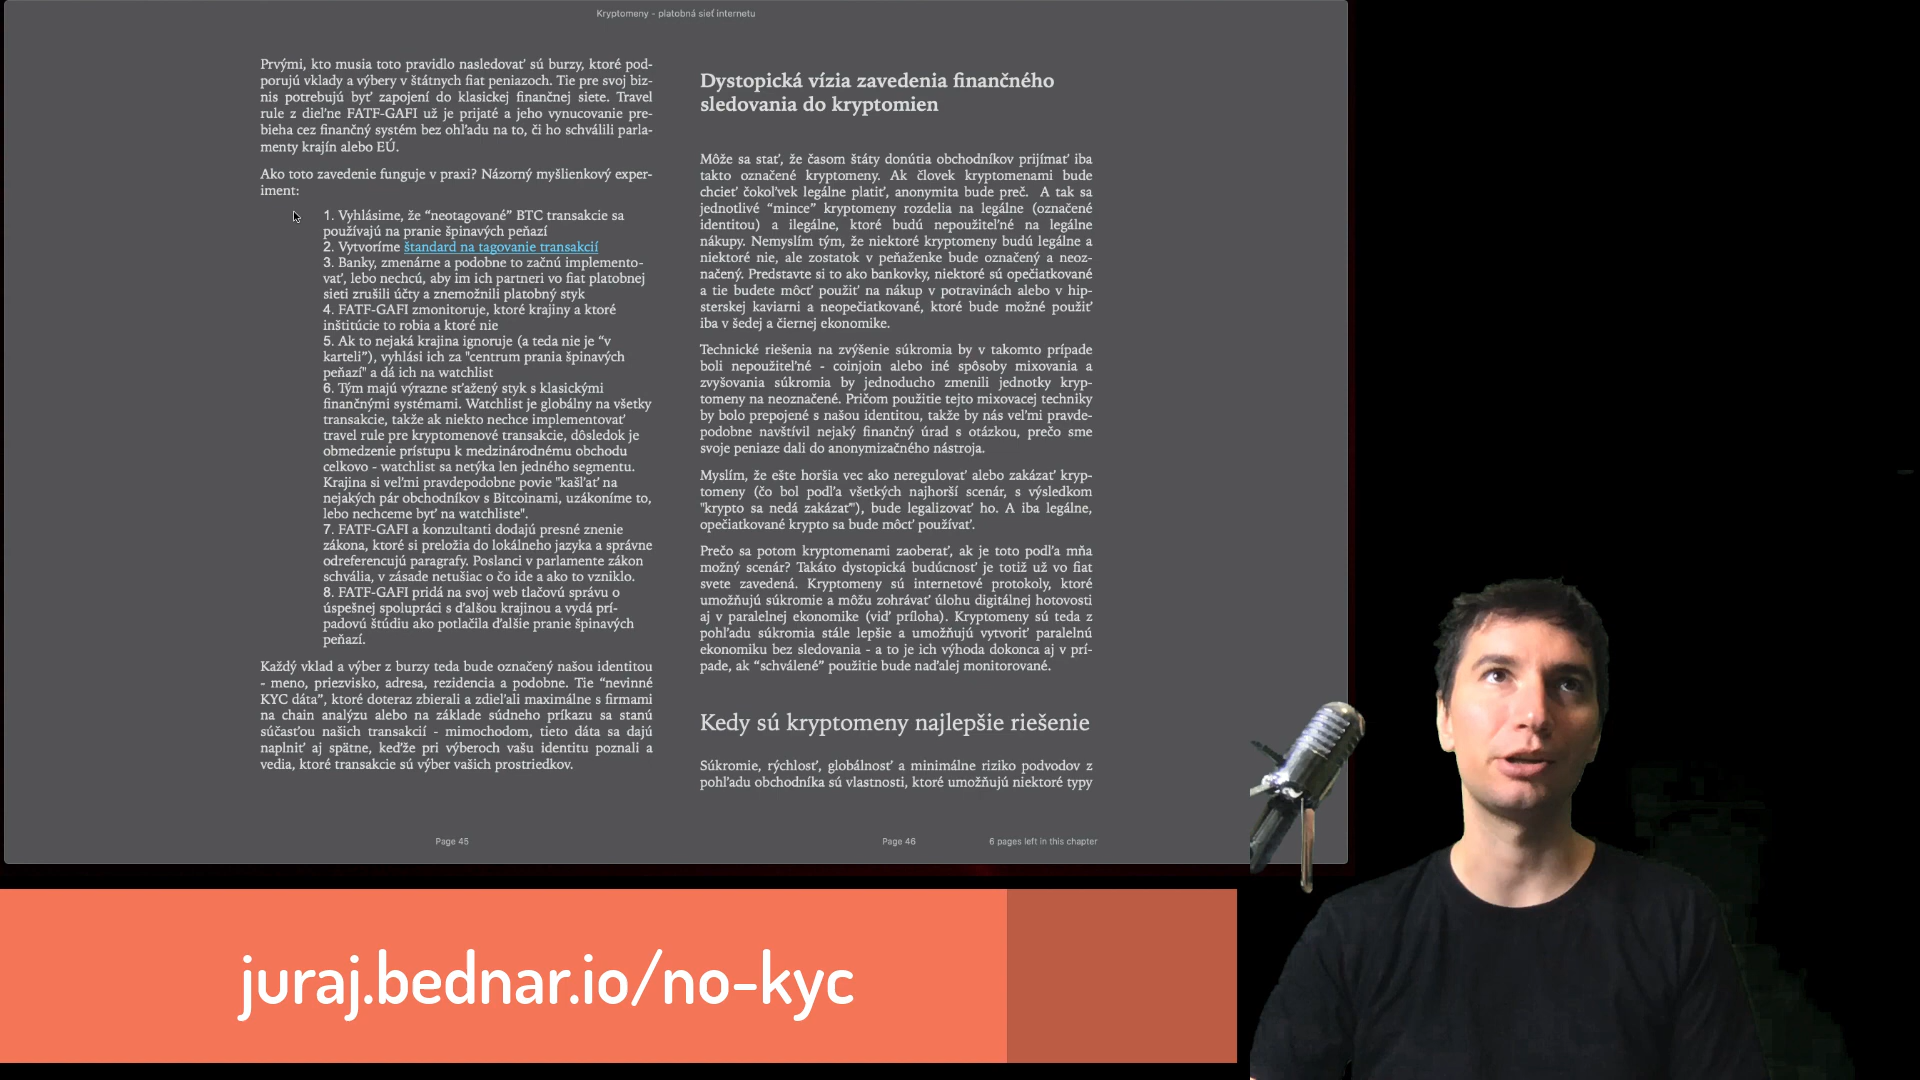 Kryptomeny - platobná sieť internetu
Prvými, kto musia toto pravidlo nasledovať sú burzy, ktoré pod-
porujú vklady a výbery v štátnych fiat peniazoch. Tie pre svoj biz-
nis potrebujú byť zapojení do klasickej finančnej siete. Travel
rule z dieľne FATF-GAFI už je prijaté a jeho vynucovanie pre-
bieha cez finančný systém bez ohľadu na to, či ho schválili parla-
menty krajín alebo EÚ.
Ako toto zavedenie funguje v praxi? Názorný myšlienkový exper-
iment:
1. Vyhlásime, že “neotagované” BTC transakcie sa
používajú na pranie špinavých peňazí
2. Vytvoríme štandard na tagovanie transakcií
3. Banky, zmenárne a podobne to začnú implemento-
vať, lebo nechcú, aby im ich partneri vo fiat platobnej
sieti zrušili účty a znemožnili platobný styk
4. FATF-GAFI zmonitoruje, ktoré krajiny a ktoré
inštitúcie to robia a ktoré nie
5. Ak to nejaká krajina ignoruje (a teda nie je “v
karteli”), vyhlási ich za "centrum prania špinavých
peňazí" a dá ich na watchlist
6. Tým majú výrazne sťažený styk s klasickými
finančnými systémami. Watchlist je globálny na všetky
transakcie, takže ak niekto nechce implementovať
travel rule pre kryptomenové transakcie, dôsledok je
obmedzenie prístupu k medzinárodnému obchodu
celkovo - watchlist sa netýka len jedného segmentu.
Krajina si veľmi pravdepodobne povie "kašľať na
nejakých pár obchodníkov s Bitcoinami, uzákoníme to,
lebo nechceme byť na watchliste".
7. FATF-GAFI a konzultanti dodajú presné znenie
zákona, ktoré si preložia do lokálneho jazyka a správne
odreferencujú paragrafy. Poslanci v parlamente zákon
schvália, v zásade netušiac o čo ide a ako to vzniklo.
8. FATF-GAFI pridá na svoj web tlačovú správu o
úspešnej spolupráci s ďalšou krajinou a vydá prí-
padovú štúdiu ako potlačila ďalšie pranie špinavých
peňazí.
Každý vklad a výber z burzy teda bude označený našou identitou
- meno, priezvisko, adresa, rezidencia a podobne. Tie “nevinné
KYC dáta”, ktoré doteraz zbierali a zdieľali maximálne s firmami
na chain analýzu alebo na základe súdneho príkazu sa stanú
súčasťou našich transakcií - mimochodom, tieto dáta sa dajú
naplniť aj spätne, keďže pri výberoch vašu identitu poznali a
vedia, ktoré transakcie sú výber vašich prostriedkov.
Page 45
Dystopická vízia zavedenia finančného
sledovania do kryptomien
Môže sa stať, že časom štáty donútia obchodníkov prijímať iba
takto označené kryptomeny. Ak človek kryptomenami bude
chcieť čokoľvek legálne platiť, anonymita bude preč. A tak sa
jednotlivé “mince” kryptomeny rozdelia na legálne (označené
identitou) a ilegálne, ktoré budú nepoužiteľné na legálne
nákupy. Nemyslím tým, že niektoré kryptomeny budú legálne a
niektoré nie, ale zostatok v peňaženke bude označený a neoz-
načený. Predstavte si to ako bankovky, niektoré sú opečiatkované
a tie budete môcť použiť na nákup v potravinách alebo v hip-
sterskej kaviarni a neopečiatkované, ktoré bude možné použiť
iba v šedej a čiernej ekonomike.
Technické riešenia na zvýšenie súkromia by v takomto prípade
boli nepoužiteľné - coinjoin alebo iné spôsoby mixovania a
zvyšovania súkromia by jednoducho zmenili jednotky kryp-
tomeny na neoznačené. Pričom použitie tejto mixovacej techniky
by bolo prepojené s našou identitou, takže by nás veľmi pravde-
podobne navštívil nejaký finančný úrad s otázkou, prečo sme
svoje peniaze dali do anonymizačného nástroja.
Myslím, že ešte horšia vec ako neregulovať alebo zakázať kryp-
tomeny (čo bol podľa všetkých najhorší scenár, s výsledkom
"krypto sa nedá zakázať"), bude legalizovať ho. A iba legálne,
opečiatkované krypto sa bude môcť používať.
Prečo sa potom kryptomenami zaoberať, ak je toto podľa mňa
možný scenár? Takáto dystopická budúcnosť je totiž už vo fiat
svete zavedená. Kryptomeny sú internetové protokoly, ktoré
umožňujú súkromie a môžu zohrávať úlohu digitálnej hotovosti
aj v paralelnej ekonomike (viď príloha). Kryptomeny sú teda z
pohľadu súkromia stále lepšie a umožňujú vytvoriť paralelnú
ekonomiku bez sledovania - a to je ich výhoda dokonca aj v prí-
pade, ak “schválené” použitie bude naďalej monitorované.
Kedy sú kryptomeny najlepšie riešenie
Súkromie, rýchlosť, globálnosť a minimálne riziko podvodov z
pohľadu obchodníka sú vlastnosti, ktoré umožňujú niektoré typy
Page 46
6 pages left in this chapter
juraj.bednar.io/no-kyc